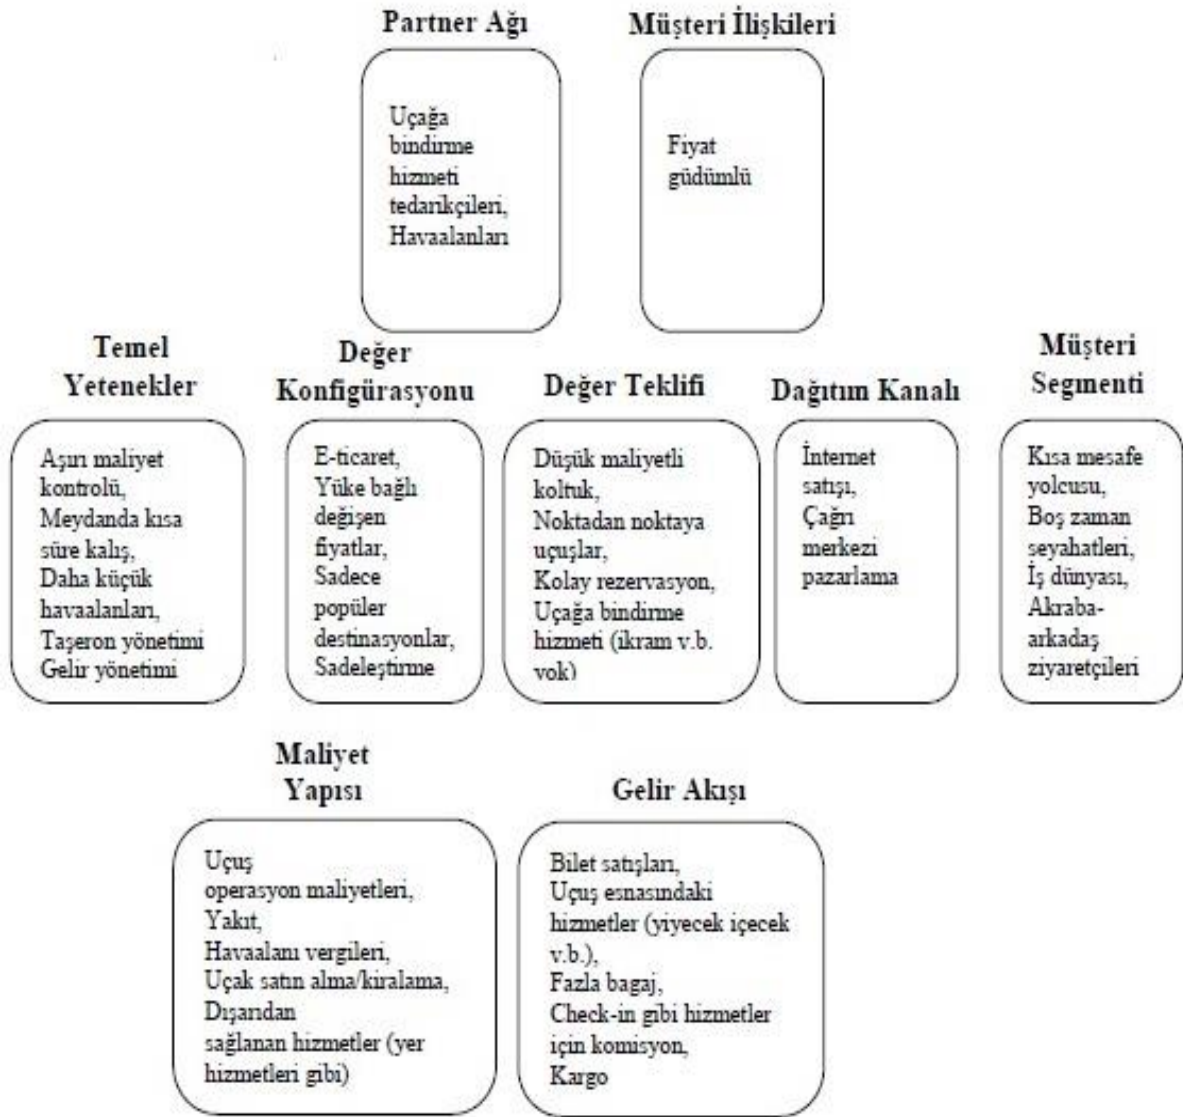 Partner Ağı
Uçağa
bindirme
hizmeti
tedarikçileri,
Havaalanları
Müşteri İlişkileri
Fiyat
güdümlü
Temel
Yetenekler
Aşırı maliyet
kontrolü,
Meydanda kısa
süre kalış,
Daha küçük
havaalanları,
Taşeron yönetimi
Gelir yönetimi
Değer
Konfigürasyonu
E-ticaret,
Yüke bağlı
değişen
fiyatlar,
Sadece
popüler
destinasyonlar,
Sadeleştirme
Değer Teklifi
Düşük maliyetli
koltuk,
Noktadan noktaya
uçuşlar,
Kolay rezervasyon,
Uçağa bindirme
hizmeti (ikram v.b.
yok)
Dağıtım Kanalı
İnternet
satışı,
Çağrı
merkezi
pazarlama
Müşteri
Segmenti
Kısa mesafe
yolcusu,
Boş zaman
seyahatleri,
İş dünyası,
Akraba-
arkadaş
ziyaretçileri
Maliyet
Yapısı
Uçuş
operasyon maliyetleri,
Yakıt,
Havaalanı vergileri,
Uçak satın alma/kiralama,
Dışarıdan
sağlanan hizmetler (yer
hizmetleri gibi)
Gelir Akışı
Bilet satışları,
Uçuş esnasındaki
hizmetler (yiyecek içecek
v.b.),
Fazla bagaj,
Check-in gibi hizmetler
için komisyon,
Kargo